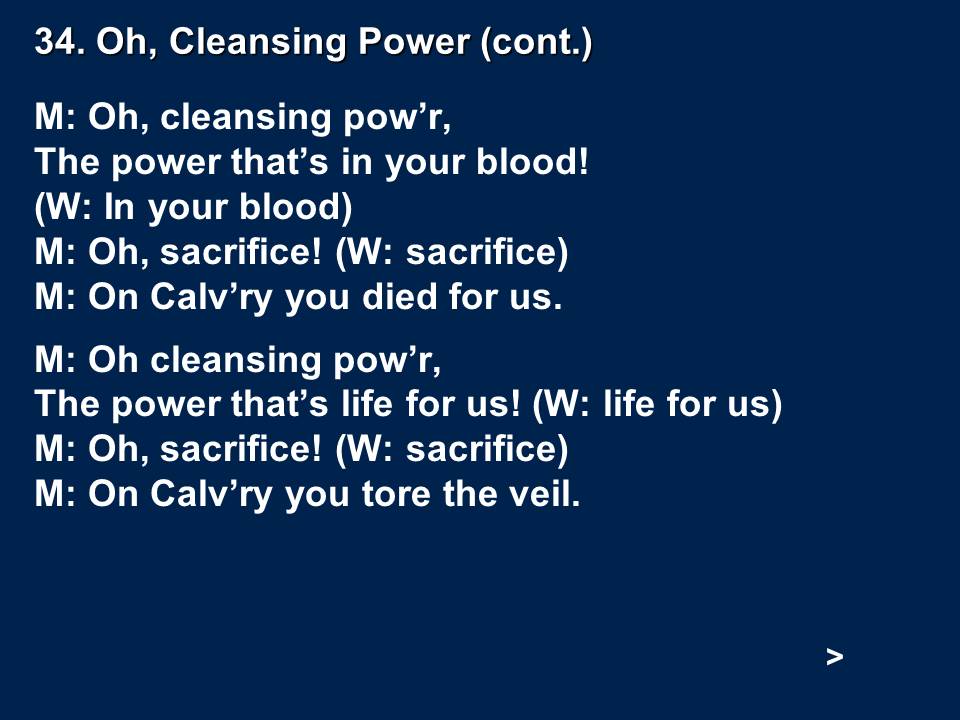 34. Oh, Cleansing Power (cont.)
M: Oh, cleansing pow’r,
The power that’s in your blood!
(W: In your blood)
M: Oh, sacrifice! (W: sacrifice)
M: On Calv’ry you died for us.
M: Oh cleansing pow’r,
The power that’s life for us! (W: life for us)
M: Oh, sacrifice! (W: sacrifice)
M: On Calv’ry you tore the veil.
>